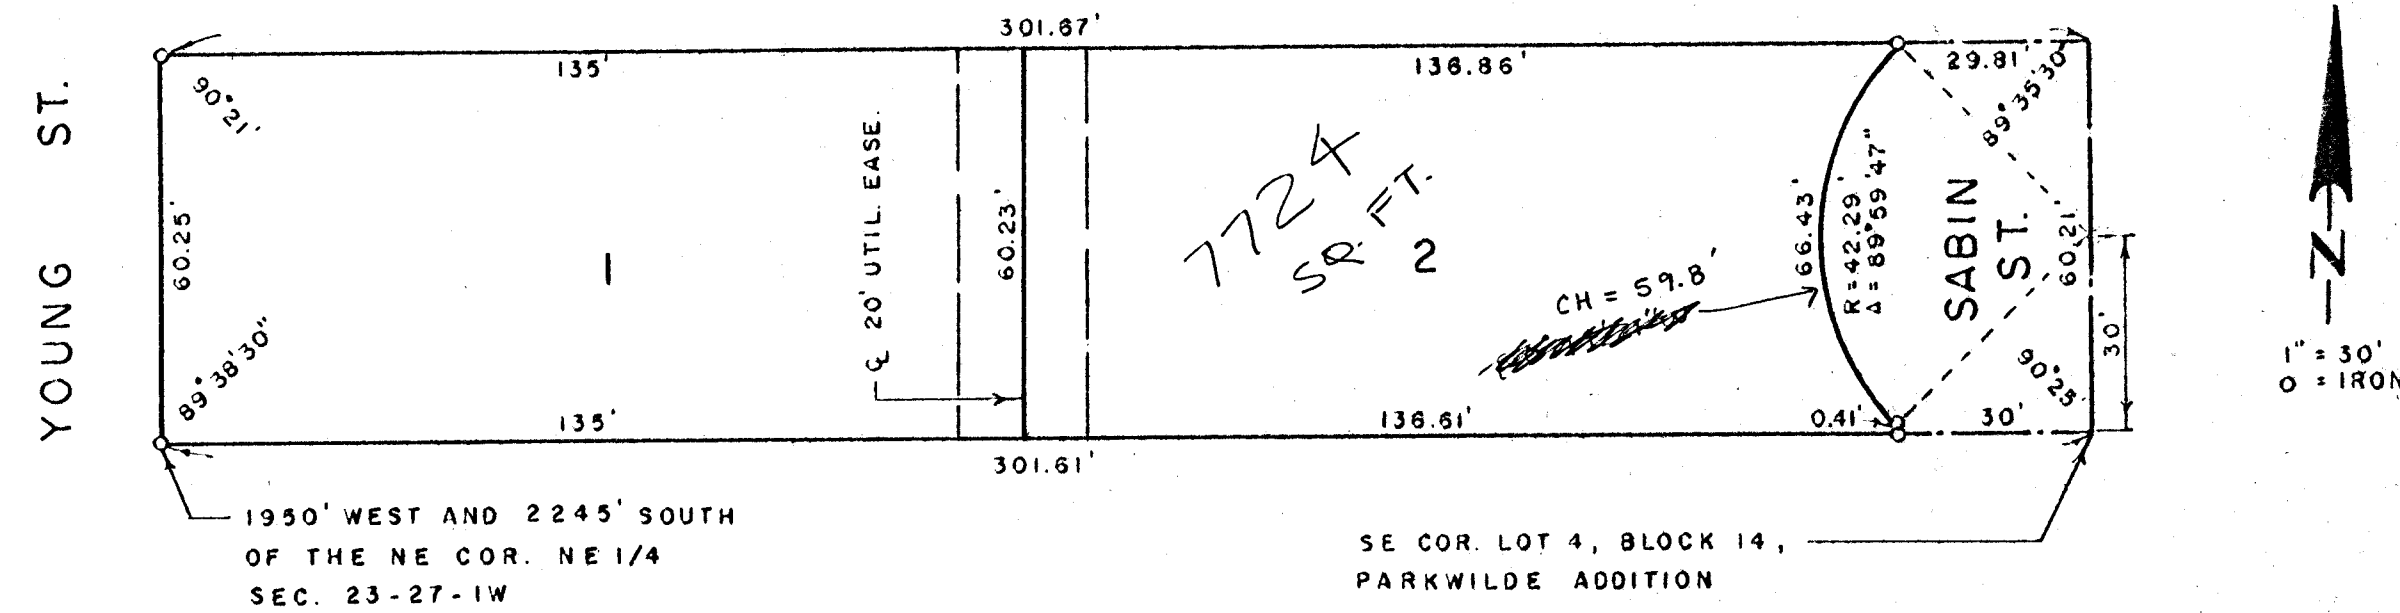 301.67'
135'
136.86'
29.81'
YOUNG ST.
90°21'
89°35'30"
60.25'
℄ 20' UTIL. EASE.
60.23'
7724
SQ. FT.
1
2
66.43'
R = 42.29'
Δ = 89°59'47"
SABIN
ST.
60.21'
N
CH = 59.8'
89°38'30"
90°25'
30'
1" = 30'
O = IRON
135'
136.61'
0.41'
30'
301.61'
1950' WEST AND 2245' SOUTH
OF THE NE COR. NE 1/4
SEC. 23-27-1W
SE COR. LOT 4, BLOCK 14,
PARKWILDE ADDITION